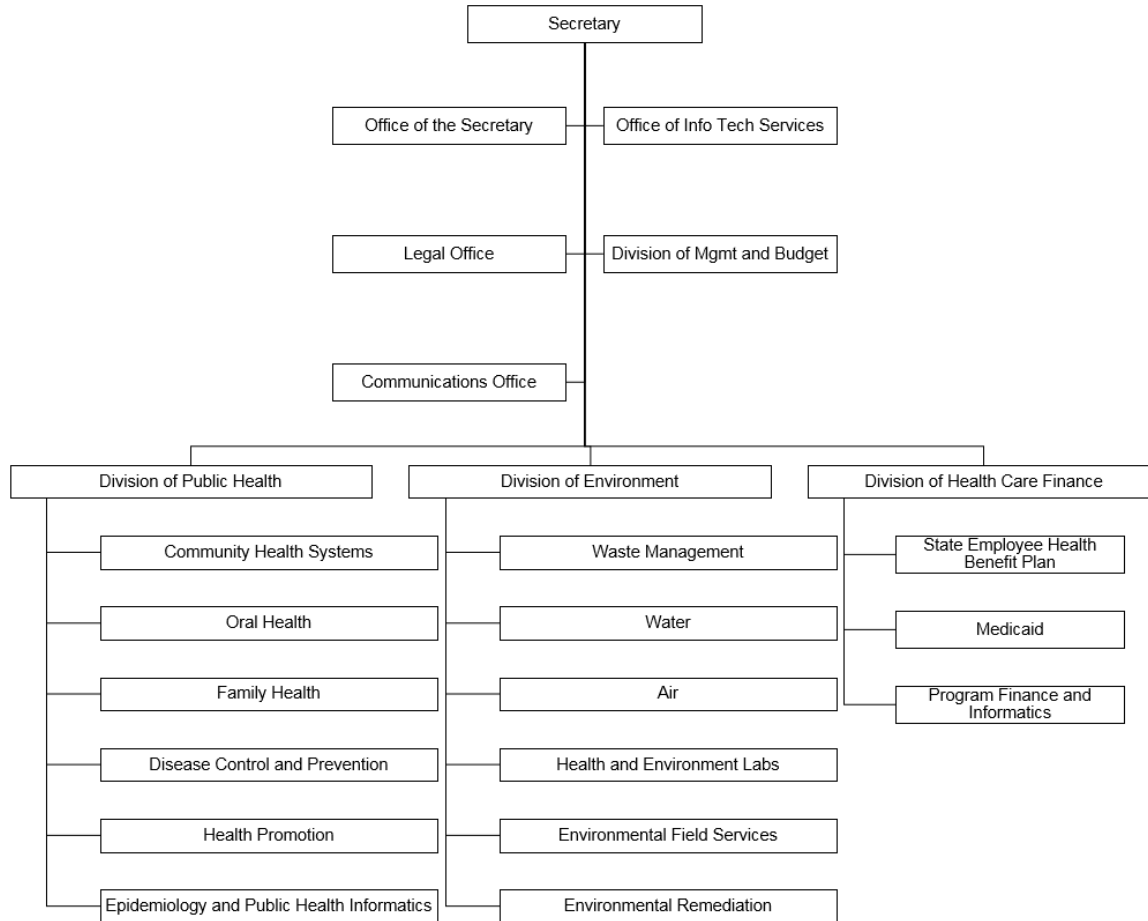 Secretary
Office of the Secretary
Office of Info Tech Services
Legal Office
Division of Mgmt and Budget
Communications Office
Division of Public Health
Division of Environment
Division of Health Care Finance
Community Health Systems
Oral Health
Family Health
Disease Control and Prevention
Health Promotion
Epidemiology and Public Health Informatics
Waste Management
Water
Air
Health and Environment Labs
Environmental Field Services
Environmental Remediation
State Employee Health
Benefit Plan
Medicaid
Program Finance and
Informatics